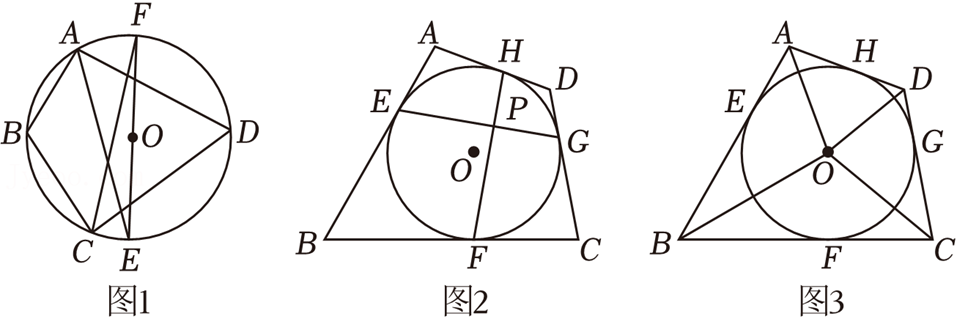 A F B O D C E
A H D E P G O B F C
A H D E G O B F C
图1 图2 图3